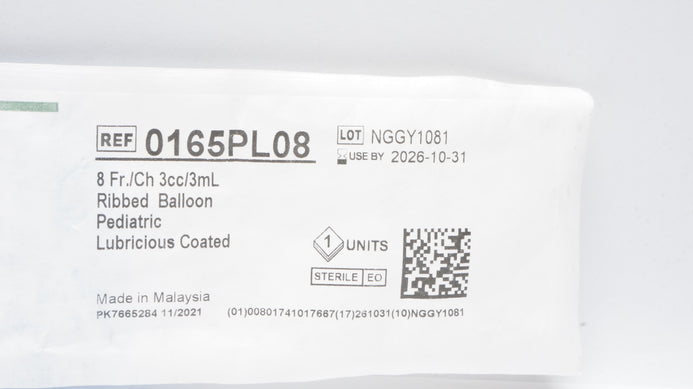 REF 0165PL08
LOT NGGY1081
USE BY 2026-10-31
8 Fr./Ch 3cc/3mL
Ribbed Balloon
Pediatric
Lubricious Coated
1 UNITS
STERILE EO
Made in Malaysia
PK7665284 11/2021
(01)00801741017667(17)261031(10)NGGY1081